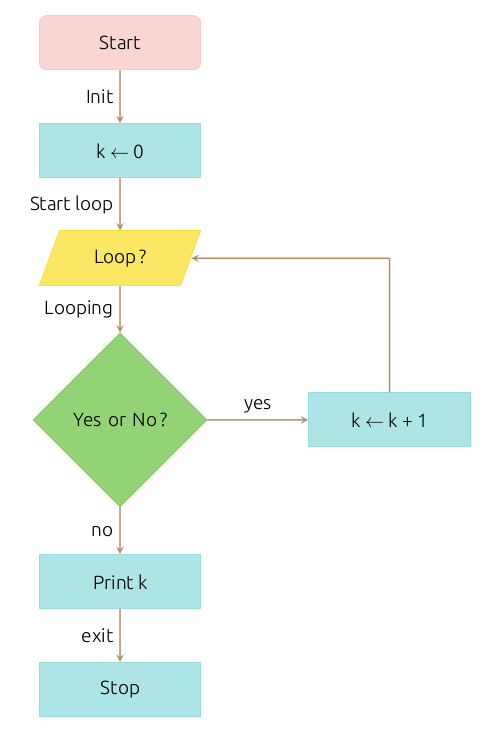 Start
Init
k ← 0
Start loop
Loop ?
Looping
Yes or No ?
yes
k ← k + 1
no
Print k
exit
Stop